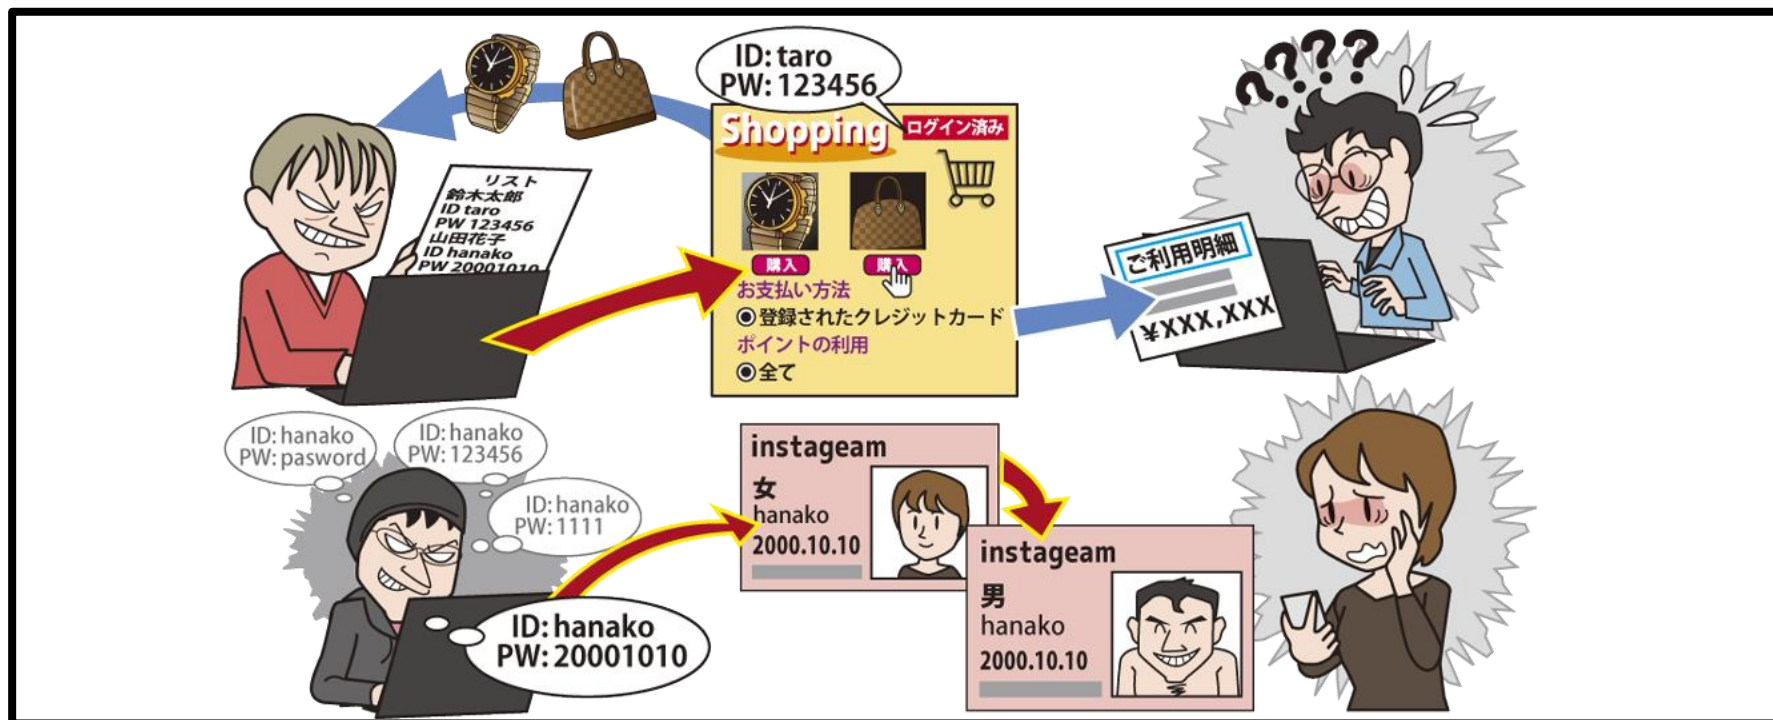 ID: taro
PW: 123456
Shopping
ログイン済み
リスト
鈴木太郎
ID taro
PW 123456
山田花子
ID hanako
PW 20001010
購入
購入
お支払い方法
登録されたクレジットカード
ポイントの利用
全て
????
ご利用明細
¥XXX,XXX
ID: hanako
PW: pasword
ID: hanako
PW: 123456
ID: hanako
PW: 1111
ID: hanako
PW: 20001010
instageam
女
hanako
2000.10.10
instageam
男
hanako
2000.10.10